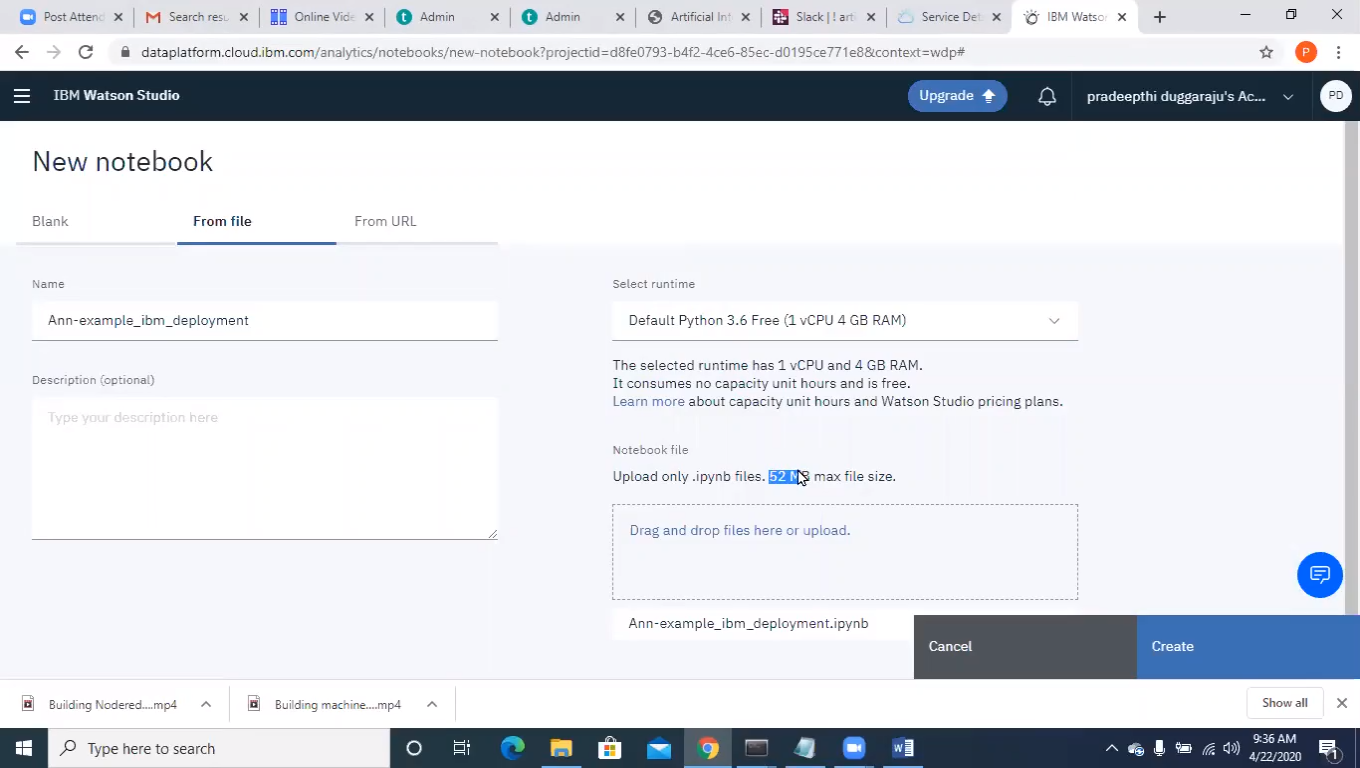 Post Attend
Search resu
Online Vide
Admin
Admin
Artificial Int
Slack | ! arti
Service Det
IBM Watso
dataplatform.cloud.ibm.com/analytics/notebooks/new-notebook?projectid=d8fe0793-b4f2-4ce6-85ec-d0195ce771e8&context=wdp#
P
IBM Watson Studio
Upgrade
pradeepthi duggaraju's Ac...
PD
New notebook
Blank
From file
From URL
Name
Ann-example_ibm_deployment
Description (optional)
Type your description here
Select runtime
Default Python 3.6 Free (1 vCPU 4 GB RAM)
The selected runtime has 1 vCPU and 4 GB RAM.
It consumes no capacity unit hours and is free.
Learn more about capacity unit hours and Watson Studio pricing plans.
Notebook file
Upload only .ipynb files. 52 MB max file size.
Drag and drop files here or upload.
Ann-example_ibm_deployment.ipynb
Cancel
Create
Building Nodered....mp4
Building machine....mp4
Show all
Type here to search
9:36 AM
4/22/2020
1